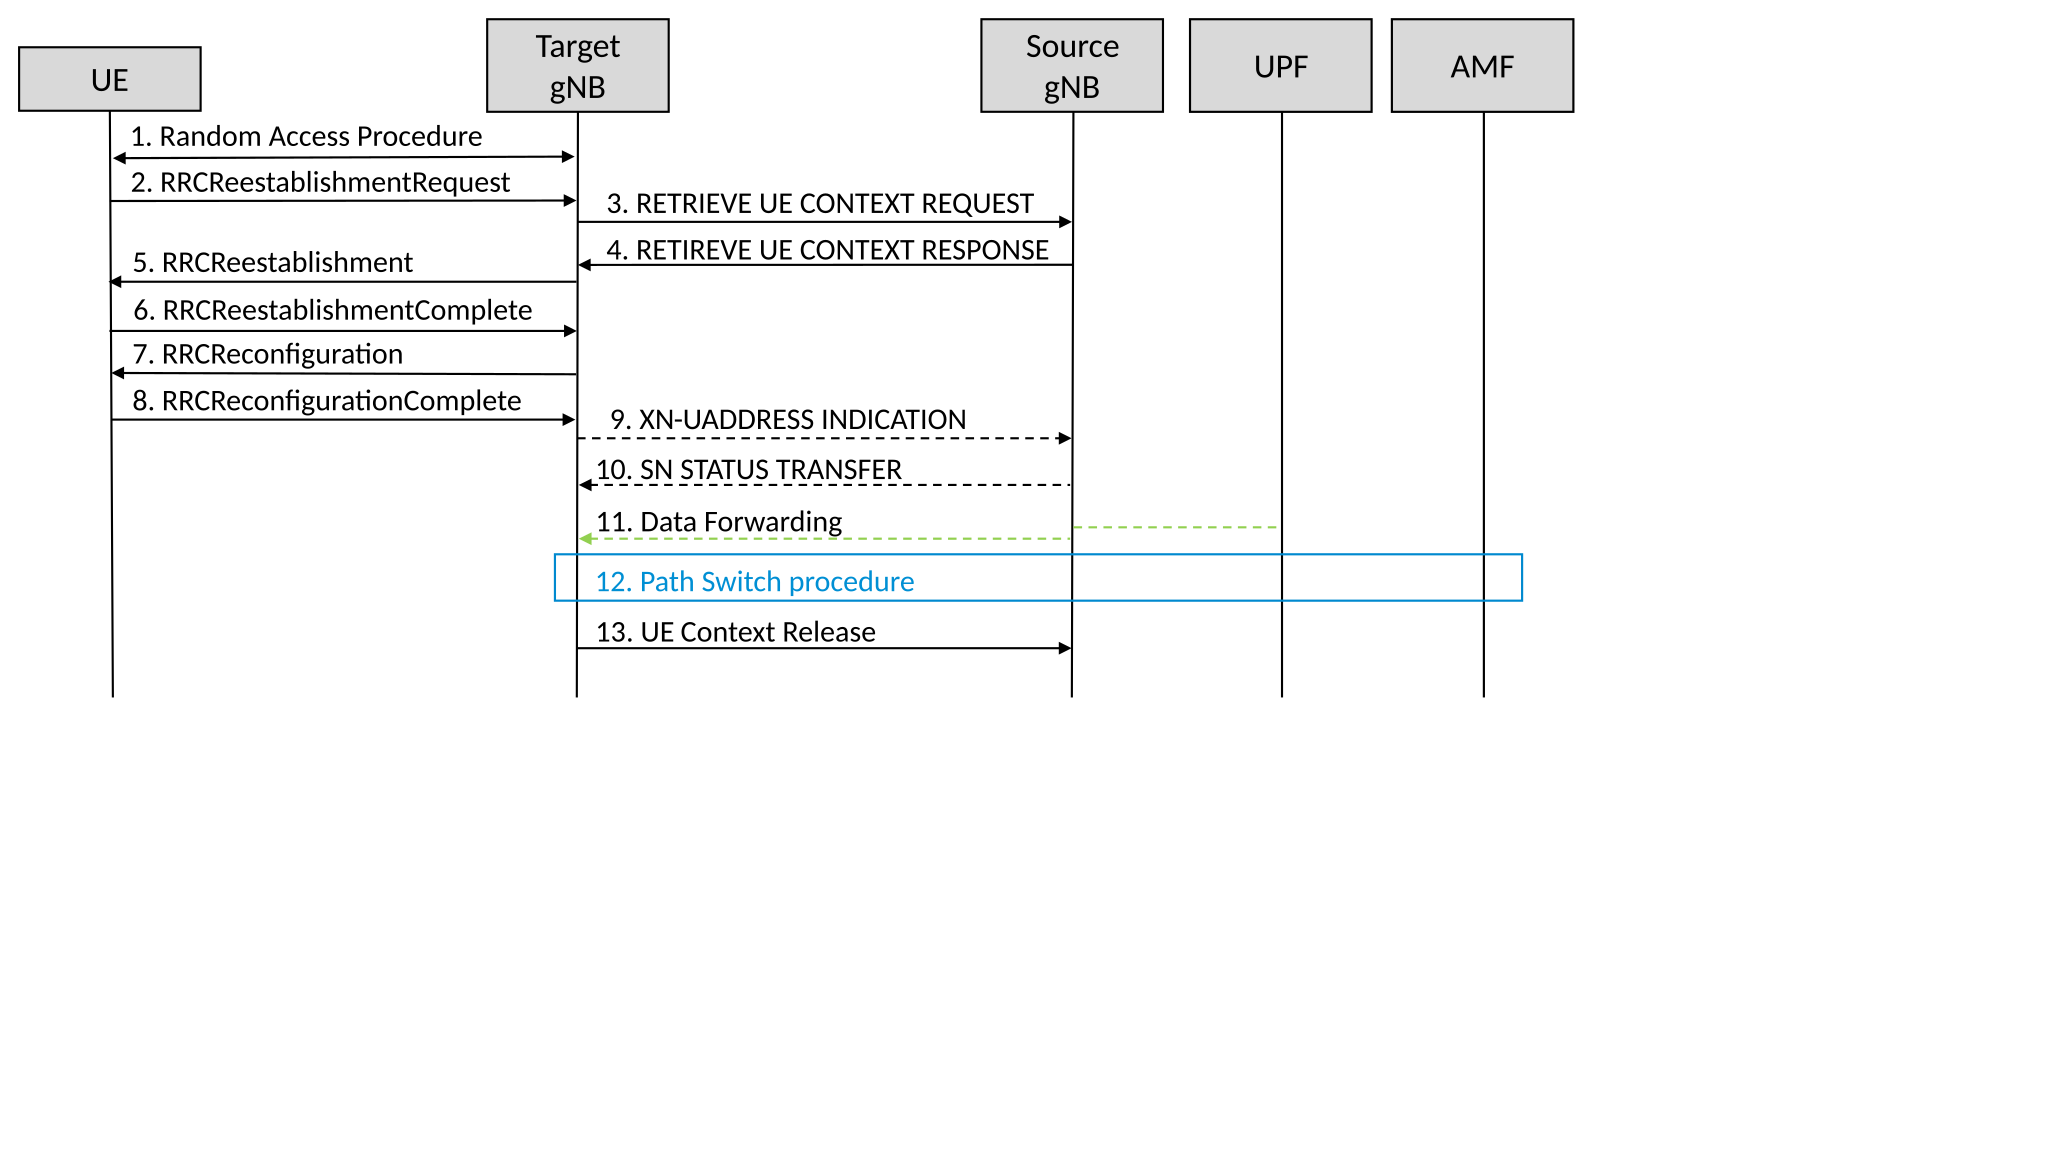 UE
Target
gNB
Source
gNB
UPF
AMF
1. Random Access Procedure
2. RRCReestablishmentRequest
3. RETRIEVE UE CONTEXT REQUEST
4. RETIREVE UE CONTEXT RESPONSE
5. RRCReestablishment
6. RRCReestablishmentComplete
7. RRCReconfiguration
8. RRCReconfigurationComplete
9. XN-UADDRESS INDICATION
10. SN STATUS TRANSFER
11. Data Forwarding
12. Path Switch procedure
13. UE Context Release